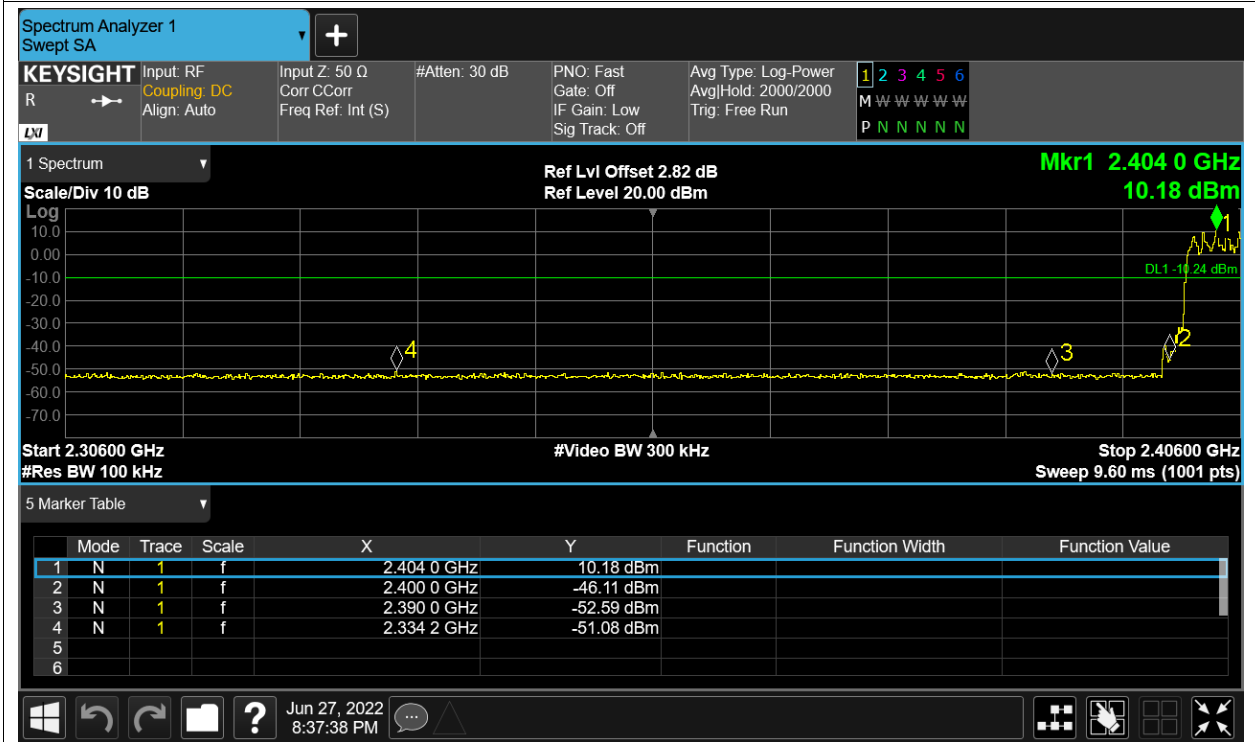 Spectrum Analyzer 1
Swept SA
KEYSIGHT Input: RF Input Z: 50 Ω #Atten: 30 dB PNO: Fast Avg Type: Log-Power 1 2 3 4 5 6
R Coupling: DC Corr CCorr Gate: Off Avg|Hold: 2000/2000 M W W W W W
Align: Auto Freq Ref: Int (S) IF Gain: Low Trig: Free Run
LXI Sig Track: Off P N N N N N
1 Spectrum Ref Lvl Offset 2.82 dB Mkr1 2.404 0 GHz
Scale/Div 10 dB Ref Level 20.00 dBm 10.18 dBm
Log
1
10.0
0.00
DL1 -10.24 dBm
-10.0
-20.0
-30.0
2
-40.0
4 3
-50.0
-60.0
-70.0
Start 2.30600 GHz #Video BW 300 kHz Stop 2.40600 GHz
#Res BW 100 kHz Sweep 9.60 ms (1001 pts)
5 Marker Table
Mode Trace Scale X Y Function Function Width Function Value
1 N 1 f 2.404 0 GHz 10.18 dBm
2 N 1 f 2.400 0 GHz -46.11 dBm
3 N 1 f 2.390 0 GHz -52.59 dBm
4 N 1 f 2.334 2 GHz -51.08 dBm
5
6
? Jun 27, 2022
8:37:38 PM